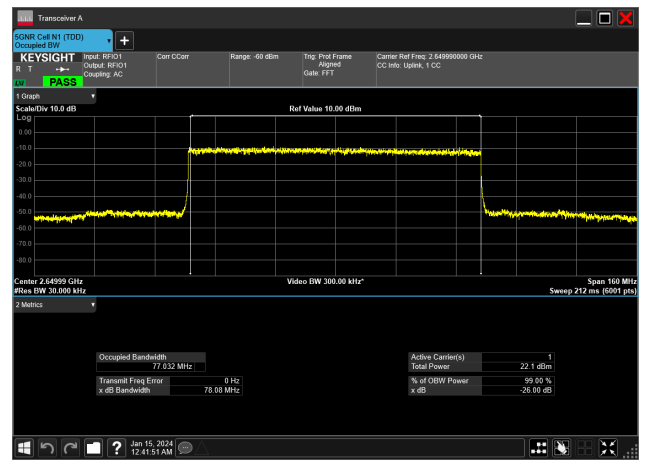 Transceiver A
5GNR Cell N1 (TDD)
Occupied BW
KEYSIGHT
R T
LXI
PASS
Input: RFIO1
Output: RFIO1
Coupling: AC
Corr CCorr
Range: -60 dBm
Trig: Prot Frame
Aligned
Gate: FFT
Carrier Ref Freq: 2.649990000 GHz
CC Info: Uplink, 1 CC
1 Graph
Scale/Div 10.0 dB
Ref Value 10.00 dBm
Log
0.00
-10.0
-20.0
-30.0
-40.0
-50.0
-60.0
-70.0
-80.0
Center 2.64999 GHz
Video BW 300.00 kHz*
Span 160 MHz
#Res BW 30.000 kHz
Sweep 212 ms (6001 pts)
2 Metrics
Occupied Bandwidth
77.032 MHz
Transmit Freq Error 0 Hz
x dB Bandwidth 78.08 MHz
Active Carrier(s) 1
Total Power 22.1 dBm
% of OBW Power 99.00 %
x dB -26.00 dB
Jan 15, 2024
12:41:51 AM